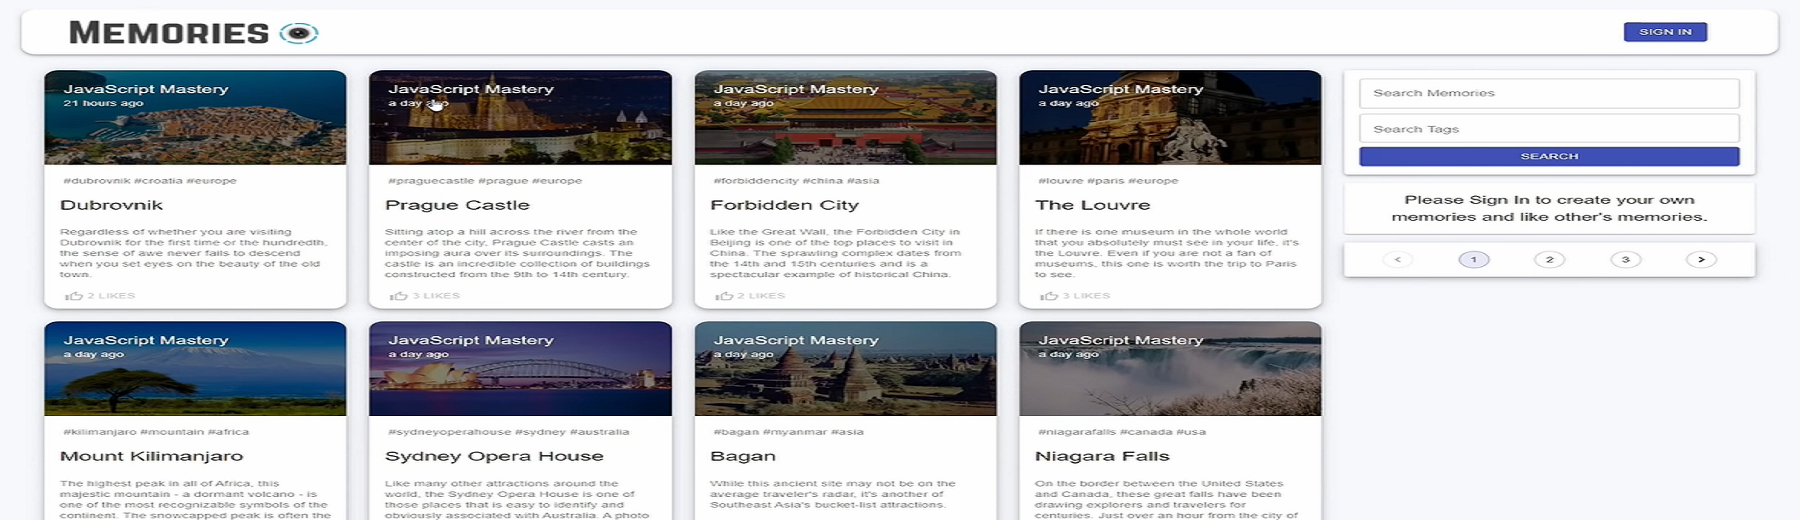 MEMORIES
SIGN IN
JavaScript Mastery
21 hours ago
#dubrovnik #croatia #europe
Dubrovnik
Regardless of whether you are visiting
Dubrovnik for the first time or the hundredth,
the sense of awe never fails to descend
when you set eyes on the beauty of the old
town.
2 LIKES
JavaScript Mastery
a day ago
#praguecastle #prague #europe
Prague Castle
Sitting atop a hill across the river from the
center of the city, Prague Castle casts an
imposing aura over its surroundings. The
castle is an incredible collection of buildings
constructed from the 9th to 14th century.
3 LIKES
JavaScript Mastery
a day ago
#forbiddencity #china #asia
Forbidden City
Like the Great Wall, the Forbidden City in
Beijing is one of the top places to visit in
China. The sprawling complex dates from
the 14th and 15th centuries and is a
spectacular example of historical China.
2 LIKES
JavaScript Mastery
a day ago
#louvre #paris #europe
The Louvre
If there is one museum in the whole world
that you absolutely must see in your life, it's
the Louvre. Even if you are not a fan of
museums, this one is worth the trip to Paris
to see.
3 LIKES
Search Memories
Search Tags
SEARCH
Please Sign In to create your own
memories and like other's memories.
< 1 2 3 >
JavaScript Mastery
a day ago
#kilimanjaro #mountain #africa
Mount Kilimanjaro
The highest peak in all of Africa, this
majestic mountain - a dormant volcano - is
one of the most recognizable symbols of the
continent. The snowcapped peak is often the
JavaScript Mastery
a day ago
#sydneyoperahouse #sydney #australia
Sydney Opera House
Like many other attractions around the
world, the Sydney Opera House is one of
those places that is easy to identify and
obviously associated with Australia. A photo
JavaScript Mastery
a day ago
#bagan #myanmar #asia
Bagan
While this ancient site may not be on the
average traveler's radar, it's another of
Southeast Asia's bucket-list attractions.
JavaScript Mastery
a day ago
#niagarafalls #canada #usa
Niagara Falls
On the border between the United States
and Canada, these great falls have been
drawing explorers and travelers for
centuries. Just over an hour from the city of